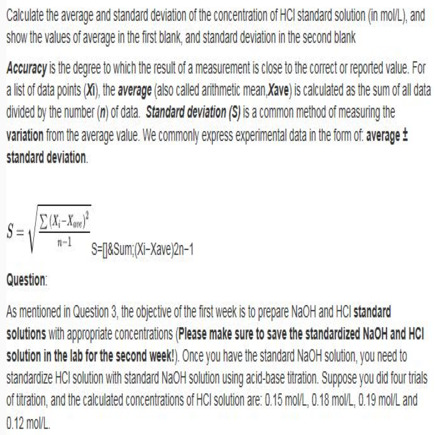 Calculate the average and standard deviation of the concentration of HCl standard solution (in mol/L), and
show the values of average in the first blank, and standard deviation in the second blank
Accuracy is the degree to which the result of a measurement is close to the correct or reported value. For
a list of data points (Xi), the average (also called arithmetic mean,Xave) is calculated as the sum of all data
divided by the number (n) of data. Standard deviation (S) is a common method of measuring the
variation from the average value. We commonly express experimental data in the form of: average ±
standard deviation.
S = √(∑(Xᵢ−Xₐᵥₑ)²/(n−1)) S=[]&Sum;(Xi−Xave)2n−1
Question:
As mentioned in Question 3, the objective of the first week is to prepare NaOH and HCl standard
solutions with appropriate concentrations (Please make sure to save the standardized NaOH and HCl
solution in the lab for the second week!). Once you have the standard NaOH solution, you need to
standardize HCl solution with standard NaOH solution using acid-base titration. Suppose you did four trials
of titration, and the calculated concentrations of HCl solution are: 0.15 mol/L, 0.18 mol/L, 0.19 mol/L and
0.12 mol/L.